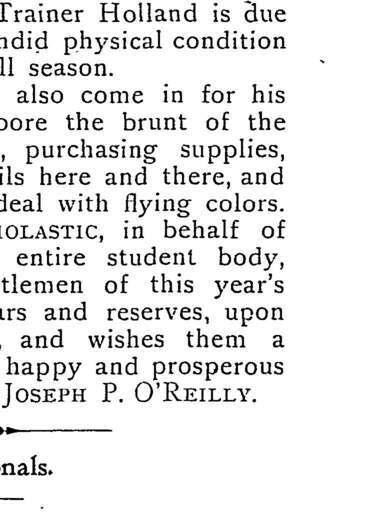 Trainer Holland is due
ndid physical condition
ll season.
also come in for his
bore the brunt of the
, purchasing supplies,
ils here and there, and
deal with flying colors.
OLASTIC, in behalf of
entire student body,
tlemen of this year's
ars and reserves, upon
, and wishes them a
happy and prosperous
JOSEPH P. O'REILLY.
nals.